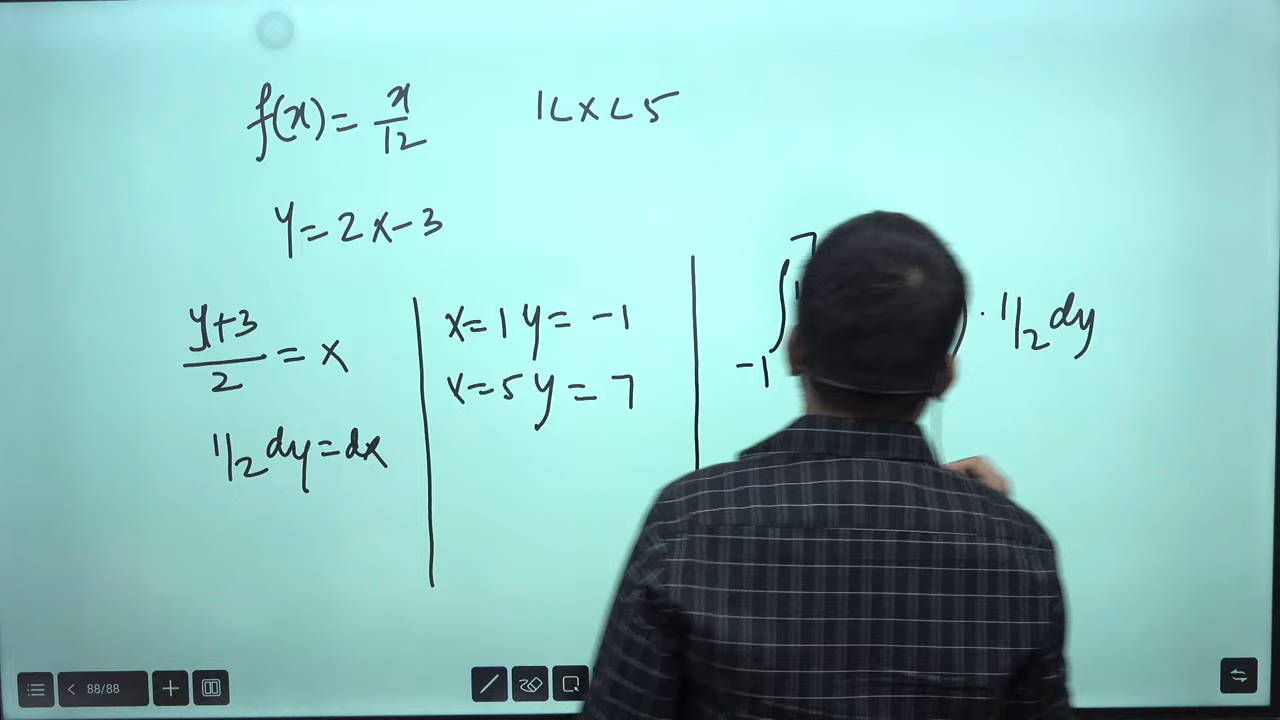 f(x) = x/12 1<x<5
y = 2x-3
y+3/2 = x
1/2 dy = dx
x=1 y= -1
x=5 y= 7
∫ 7 -1 ) . 1/2 dy
88/88